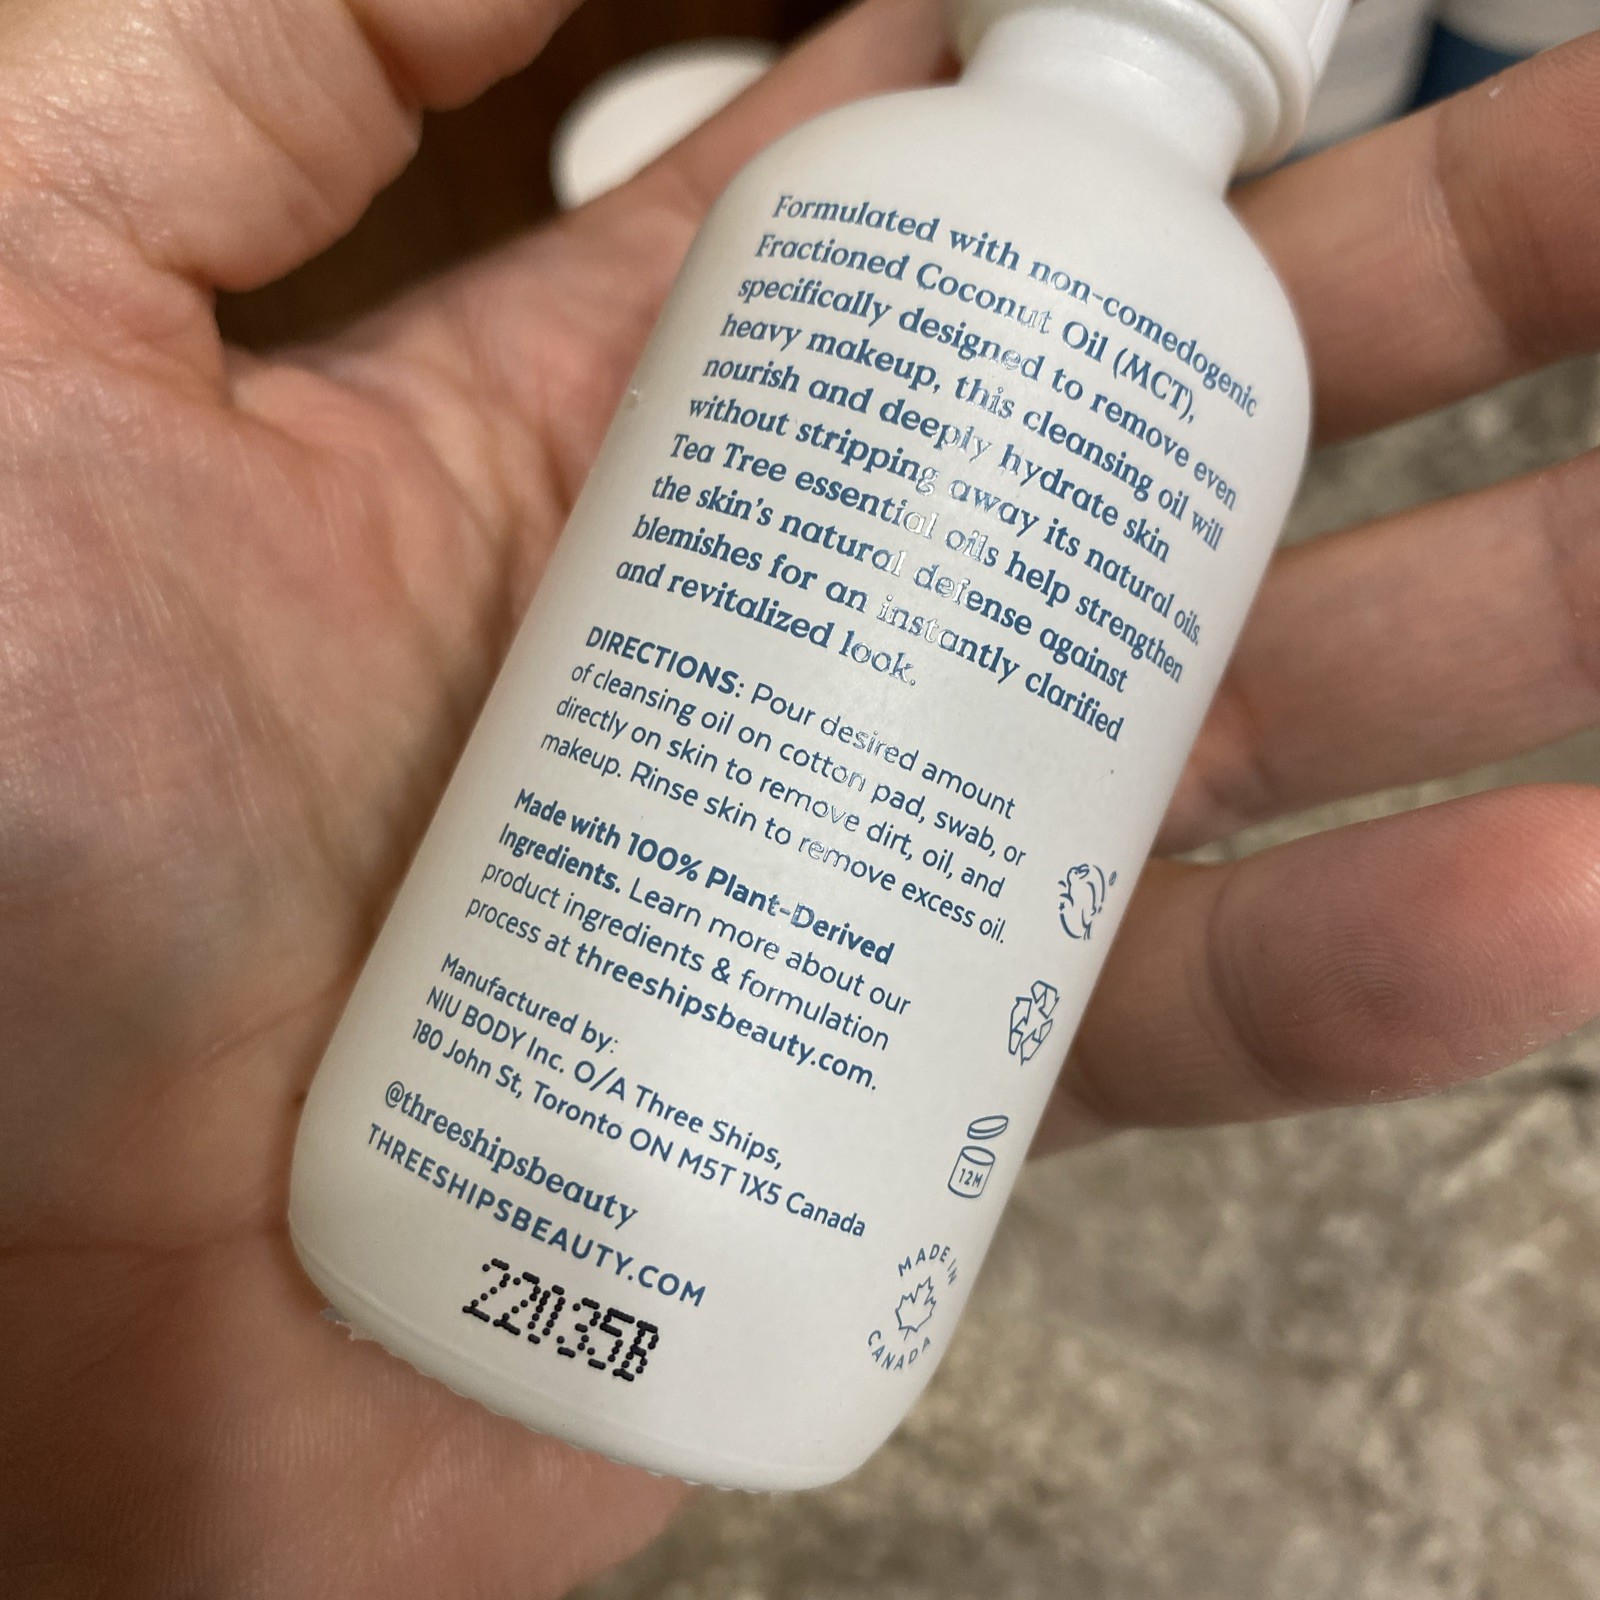 Formulated with non-comedogenic
Fractioned Coconut Oil (MCT),
specifically designed to remove even
heavy makeup, this cleansing oil will
nourish and deeply hydrate skin
without stripping away its natural oils.
Tea Tree essential oils help strengthen
the skin's natural defense against
blemishes for an instantly clarified
and revitalized look.
DIRECTIONS: Pour desired amount
of cleansing oil on cotton pad, swab, or
directly on skin to remove dirt, oil, and
makeup. Rinse skin to remove excess oil.
Made with 100% Plant-Derived
Ingredients. Learn more about our
product ingredients & formulation
process at threeshipsbeauty.com.
Manufactured by:
NIU BODY Inc. O/A Three Ships,
180 John St, Toronto ON M5T 1X5 Canada
@threeshipsbeauty
THREESHIPSBEAUTY.COM
22035B
®
12M
MADE IN
CANADA